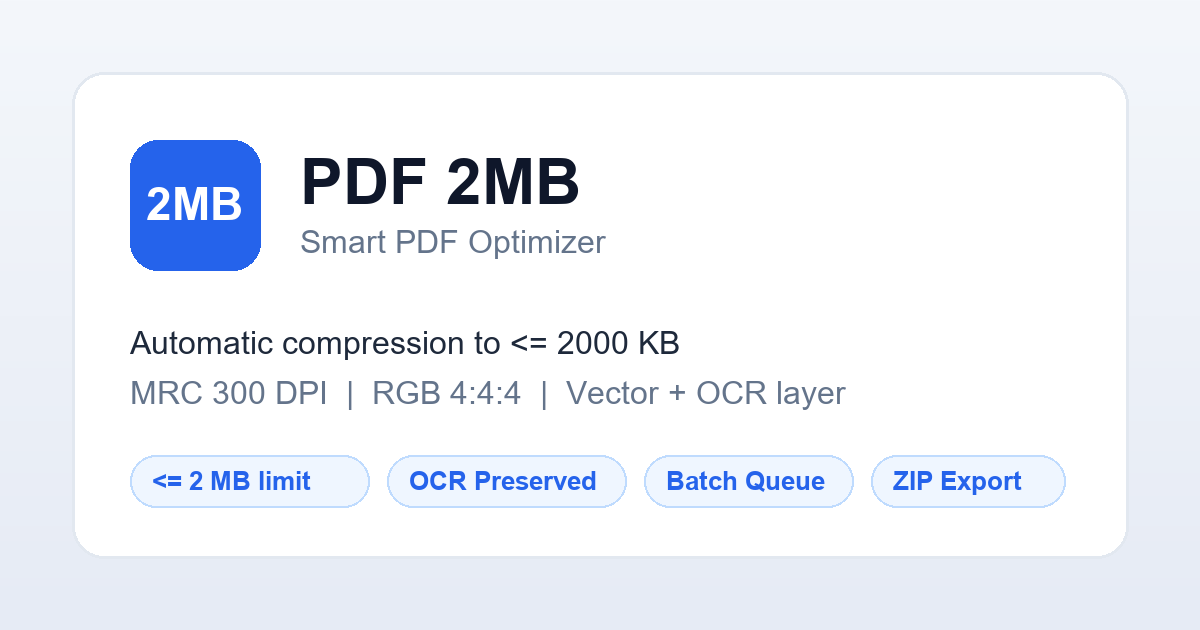 2MB
PDF 2MB
Smart PDF Optimizer
Automatic compression to <= 2000 KB
MRC 300 DPI | RGB 4:4:4 | Vector + OCR layer
<= 2 MB limit
OCR Preserved
Batch Queue
ZIP Export